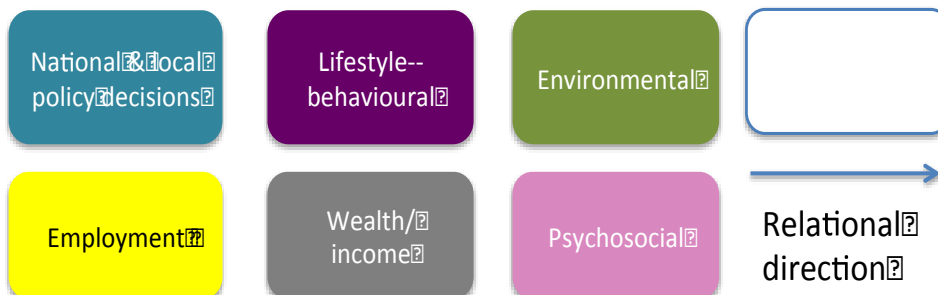 National & local
policy decisions
Lifestyle--
behavioural
Environmental
Employment
Wealth/
income
Psychosocial
Relational
direction